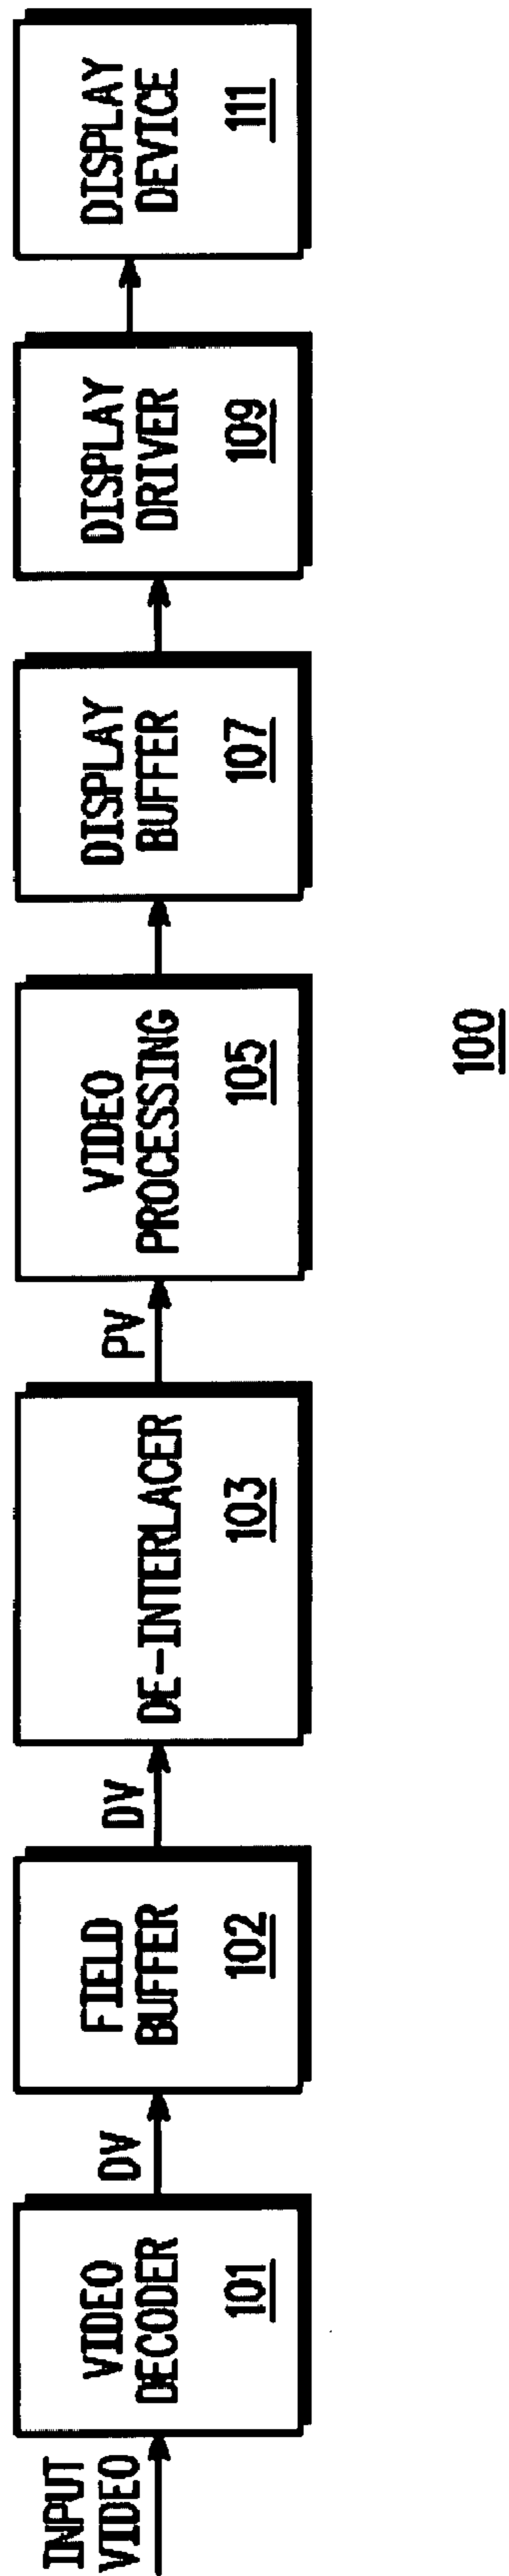 INPUT
VIDEO
VIDEO
DECODER
101
DV
FIELD
BUFFER
102
DV
DE-INTERLACER
103
PV
VIDEO
PROCESSING
105
DISPLAY
BUFFER
107
DISPLAY
DRIVER
109
DISPLAY
DEVICE
111
100